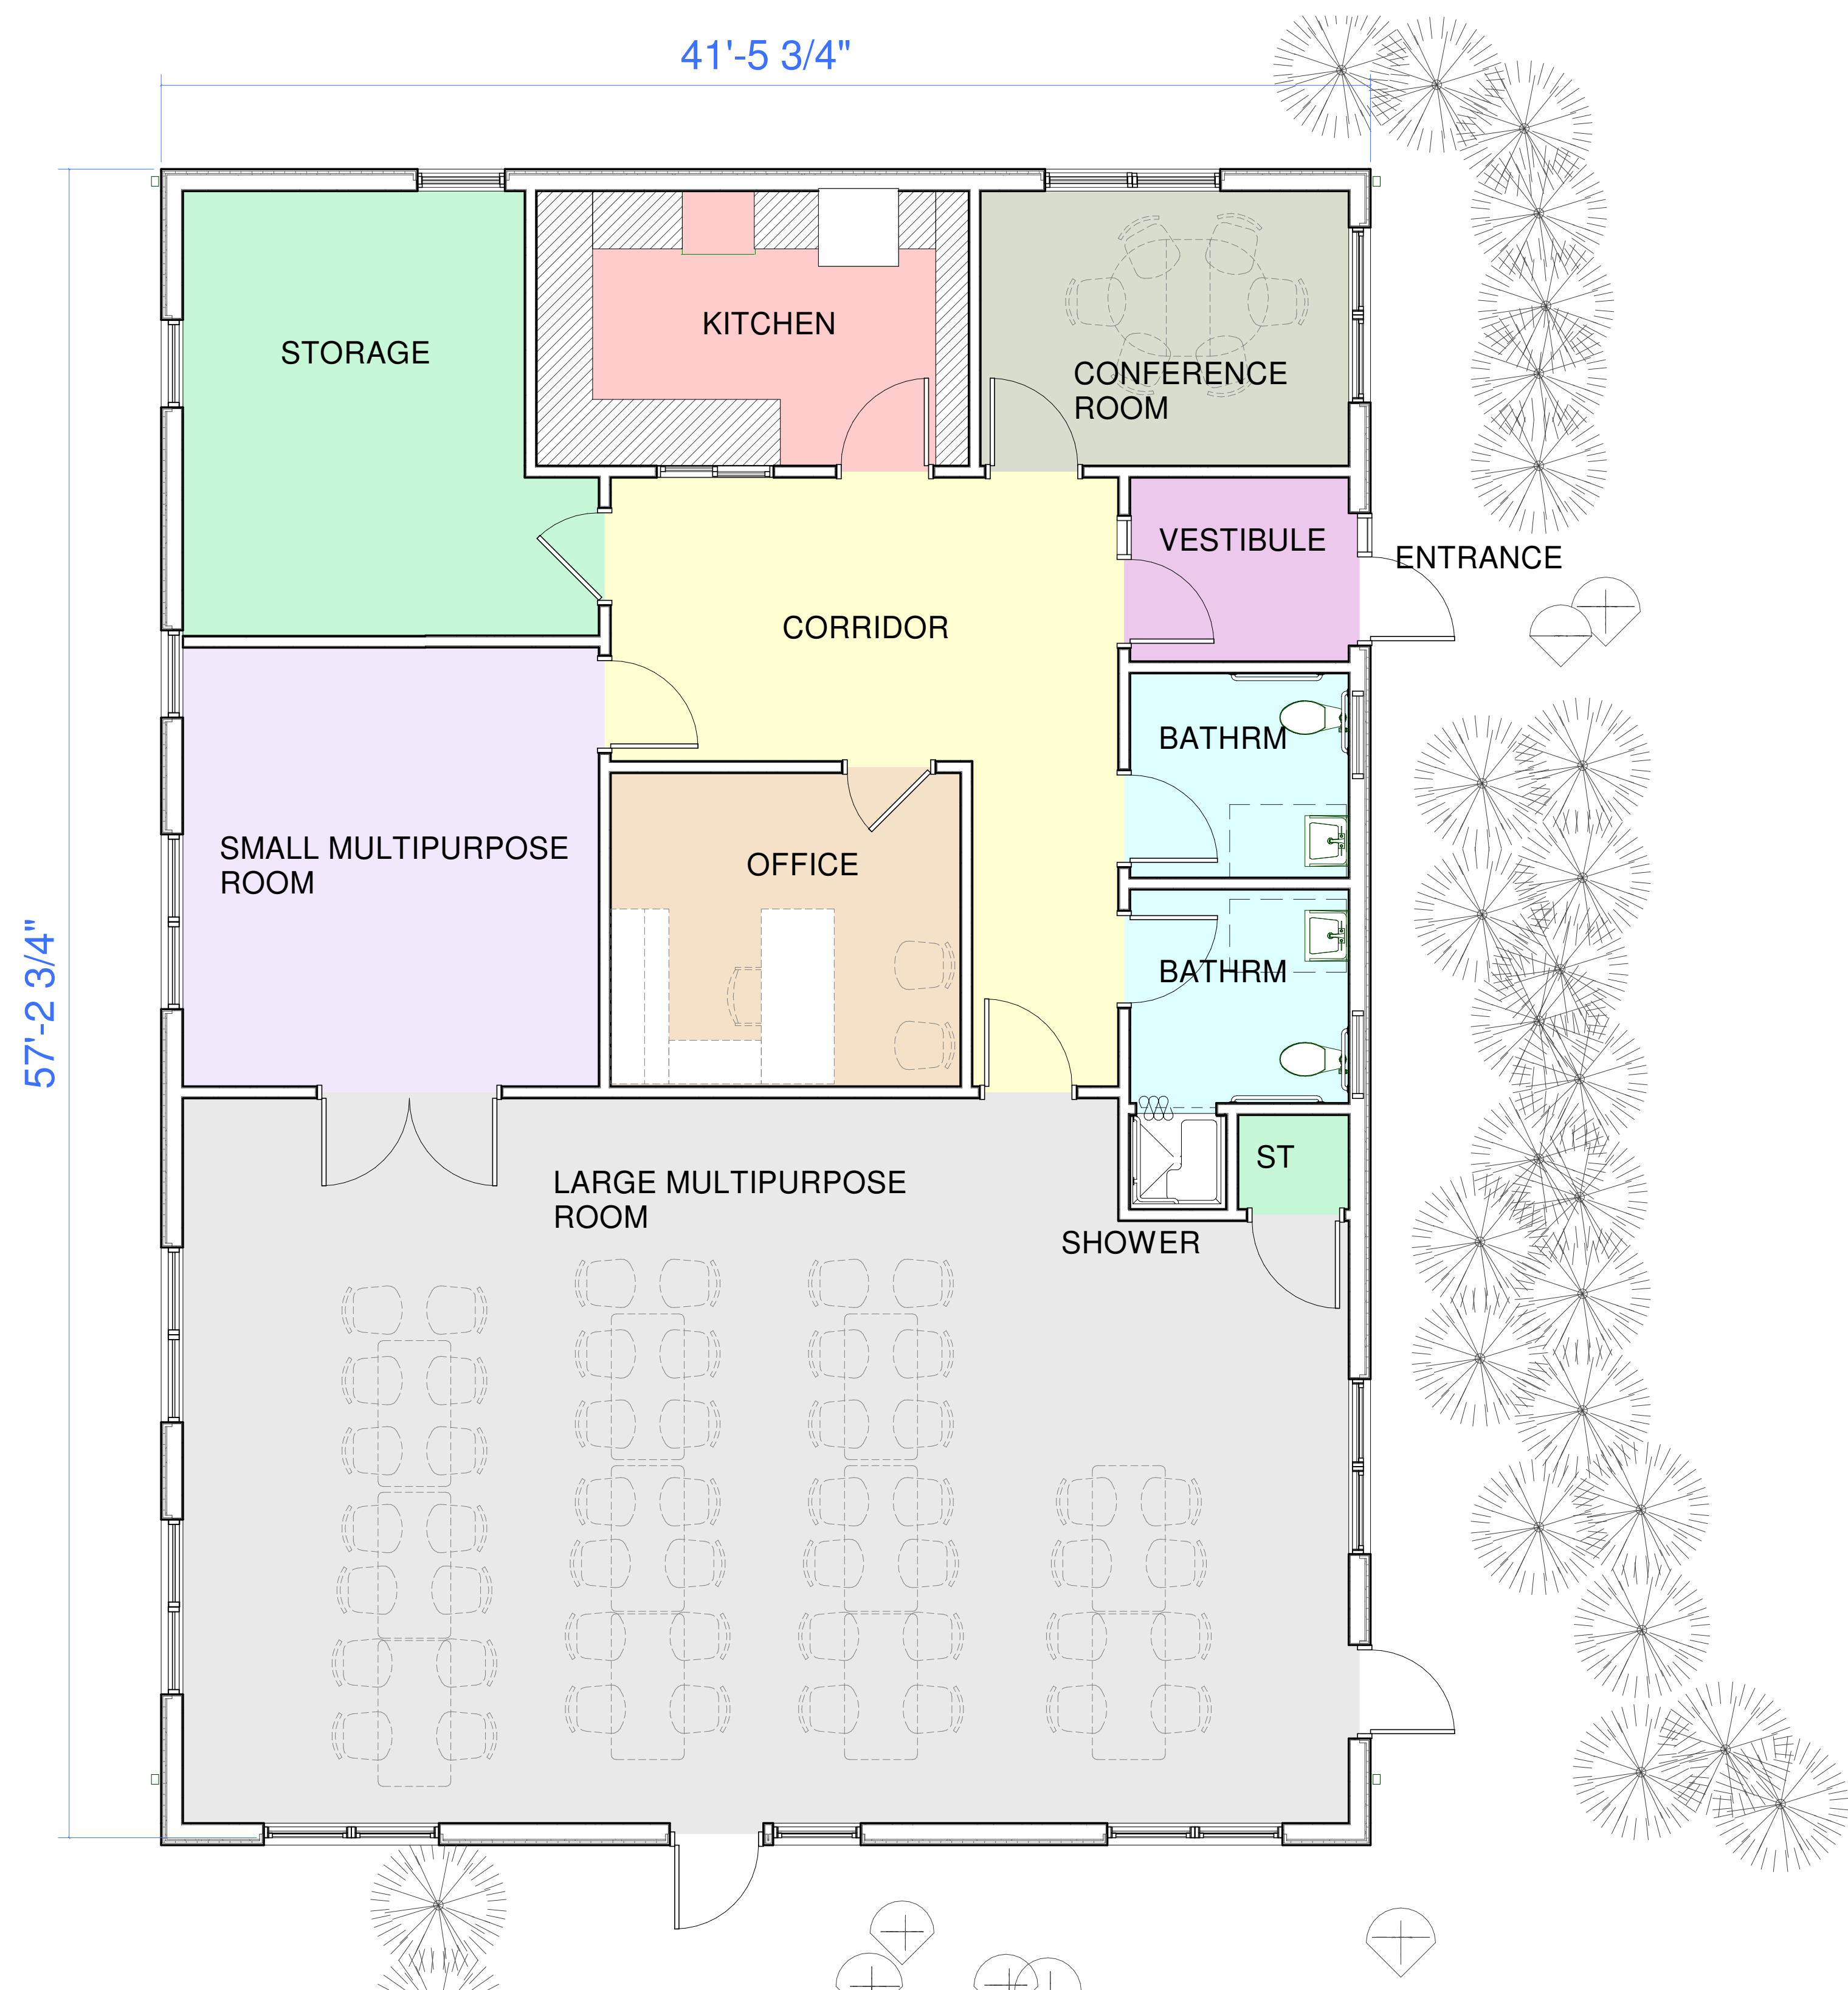 41'-5 3/4"
STORAGE
KITCHEN
CONFERENCE
ROOM
VESTIBULE
ENTRANCE
CORRIDOR
BATHRM
SMALL MULTIPURPOSE
ROOM
OFFICE
57'-2 3/4"
BATHRM
ST
LARGE MULTIPURPOSE
ROOM
SHOWER